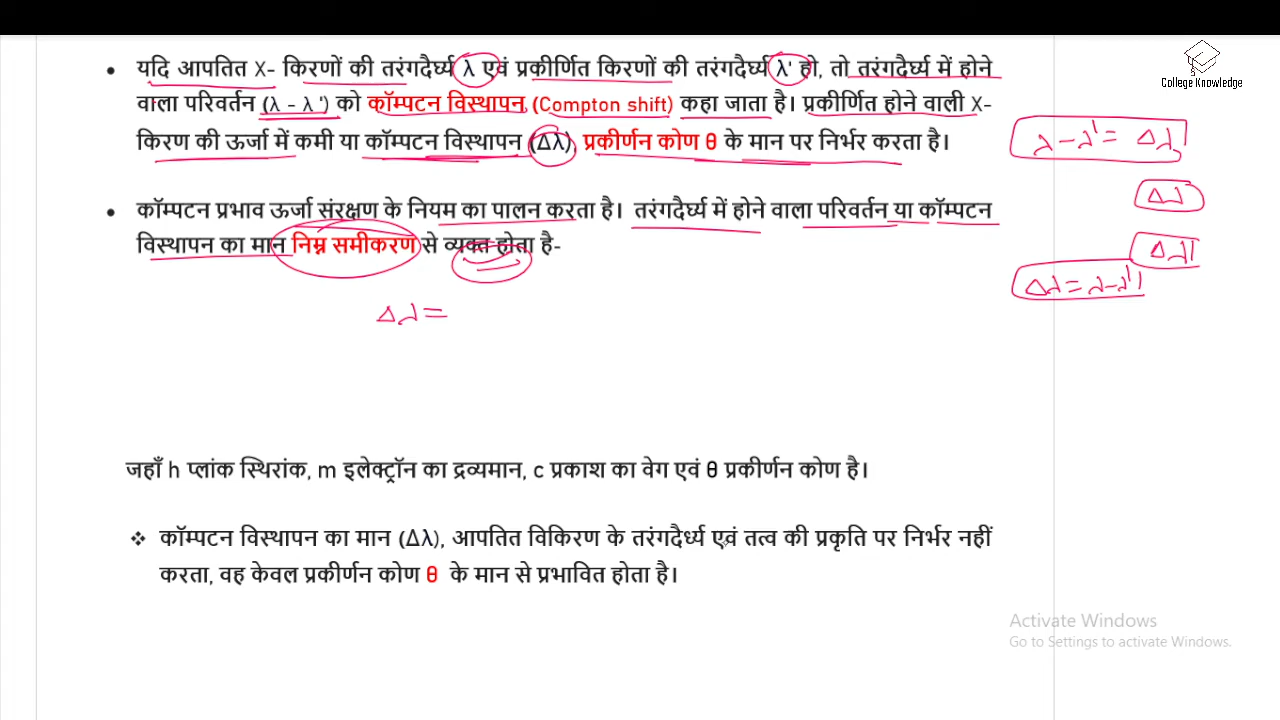 College Knowledge
• यदि आपतित X- किरणों की तरंगदैर्घ्य λ एवं प्रकीर्णित किरणों की तरंगदैर्घ्य λ' हो, तो तरंगदैर्घ्य में होने
वाला परिवर्तन (λ - λ') को कॉम्पटन विस्थापन (Compton shift) कहा जाता है। प्रकीर्णित होने वाली X-
किरण की ऊर्जा में कमी या कॉम्पटन विस्थापन (Δλ), प्रकीर्णन कोण θ के मान पर निर्भर करता है।
λ - λ' = Δλ
Δλ
• कॉम्पटन प्रभाव ऊर्जा संरक्षण के नियम का पालन करता है। तरंगदैर्घ्य में होने वाला परिवर्तन या कॉम्पटन
विस्थापन का मान निम्न समीकरण से व्यक्त होता है-
Δλ
Δλ = λ - λ'
Δλ =
जहाँ h प्लांक स्थिरांक, m इलेक्ट्रॉन का द्रव्यमान, c प्रकाश का वेग एवं θ प्रकीर्णन कोण है।
❖ कॉम्पटन विस्थापन का मान (Δλ), आपतित विकिरण के तरंगदैर्ध्य एवं तत्व की प्रकृति पर निर्भर नहीं
करता, वह केवल प्रकीर्णन कोण θ के मान से प्रभावित होता है।
Activate Windows
Go to Settings to activate Windows.